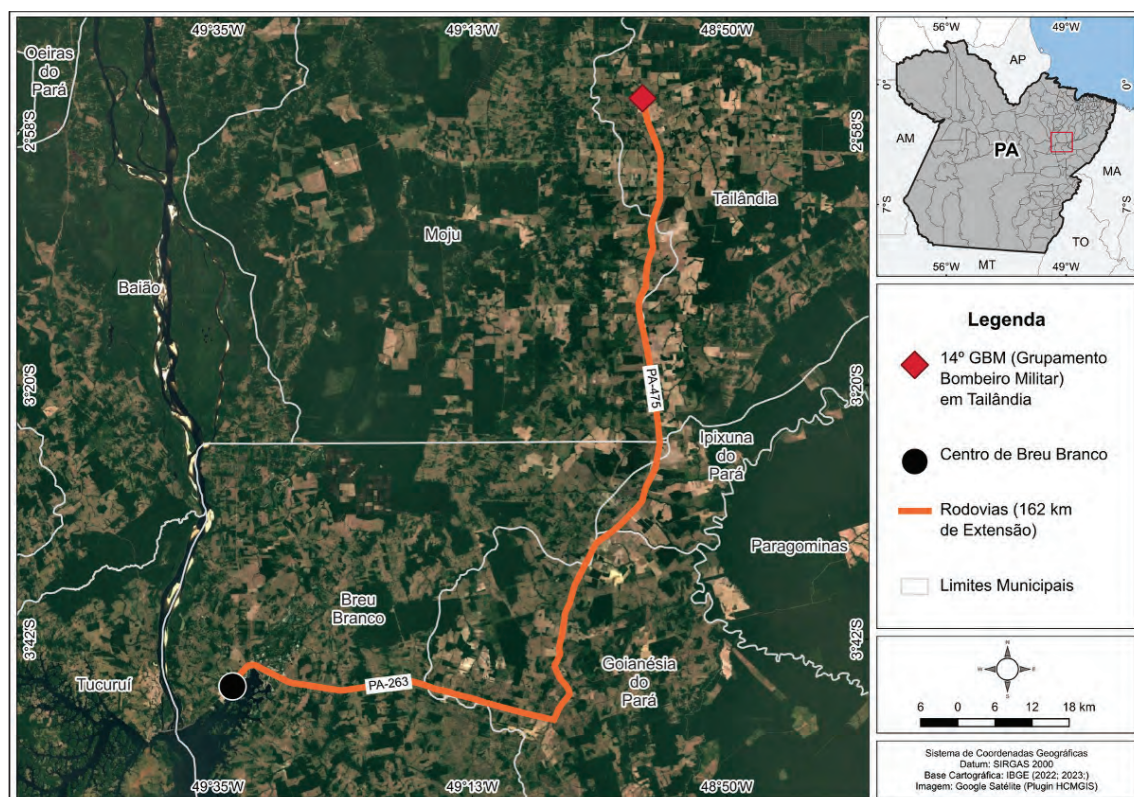 49°35'W
49°13'W
48°50'W
Oeiras
do Pará
2°58'S
2°58'S
Tailândia
Moju
Baião
3°20'S
3°20'S
PA-475
Ipixuna
do
Pará
Paragominas
Breu
Branco
3°42'S
3°42'S
Goianésia
do
Pará
Tucuruí
PA-263
49°35'W
49°13'W
48°50'W
56°W
49°W
AP
0°
0°
AM
PA
MA
7°S
7°S
TO
MT
56°W
49°W
Legenda
14º GBM (Grupamento
Bombeiro Militar)
em Tailândia
Centro de Breu Branco
Rodovias (162 km
de Extensão)
Limites Municipais
N
W
E
S
6 0 6 12 18 km
Sistema de Coordenadas Geográficas
Datum: SIRGAS 2000
Base Cartográfica: IBGE (2022; 2023;)
Imagem: Google Satélite (Plugin HCMGIS)